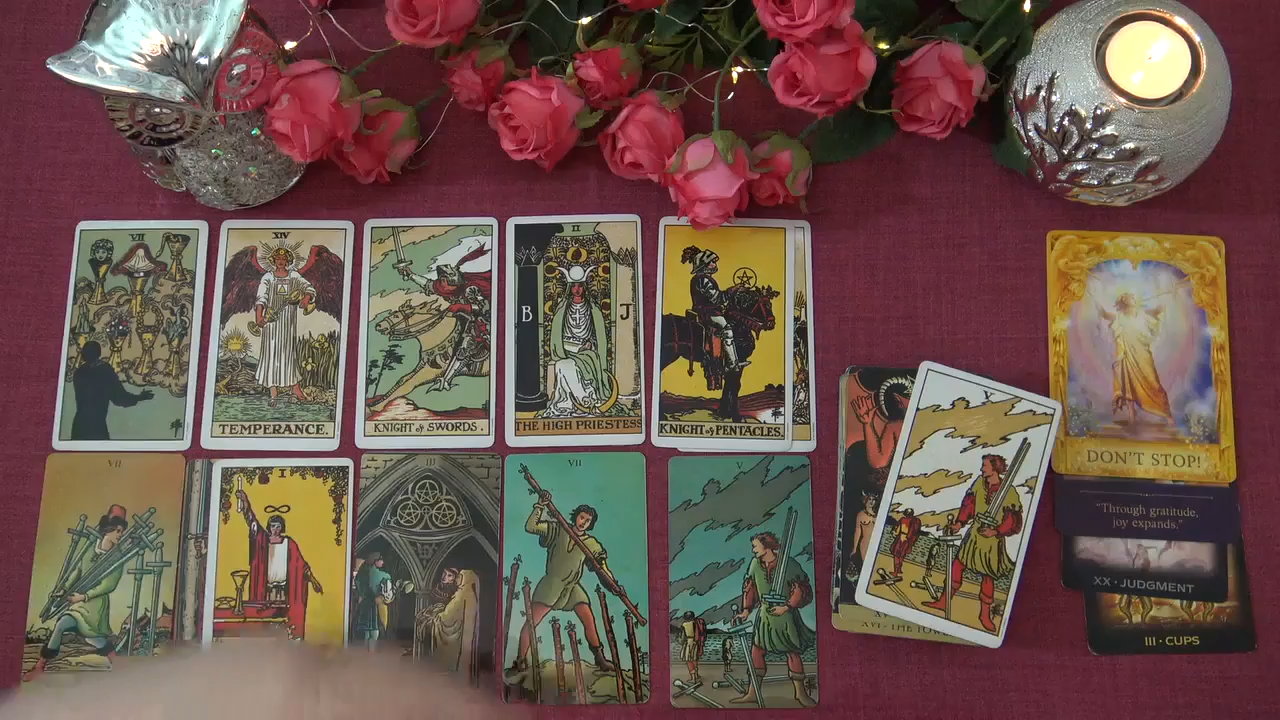 VII
XIV
TEMPERANCE.
KNIGHT of SWORDS.
II
B
J
THE HIGH PRIESTESS
KNIGHT of PENTACLES.
VII
I
III
VII
V
V
XVI · THE TOWER
DON'T STOP!
"Through gratitude,
joy expands."
XX · JUDGMENT
III · CUPS